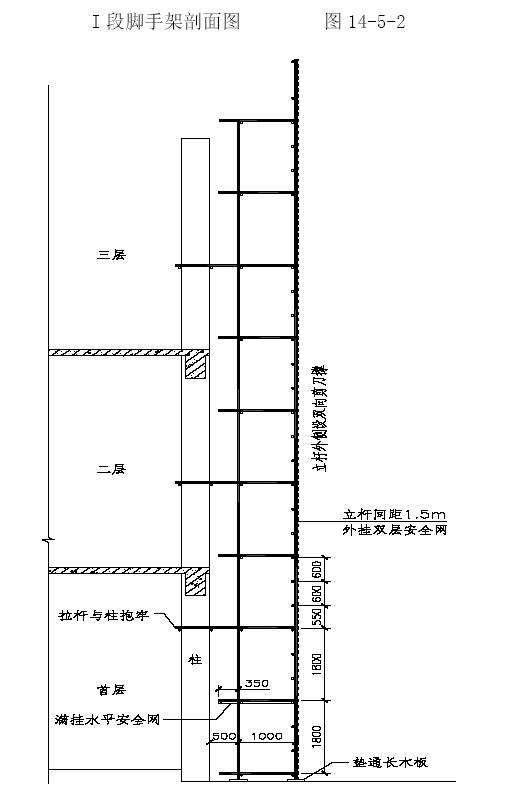 I段脚手架剖面图 图14-5-2
三层
立杆外侧设双向剪刀撑
二层
立杆间距1.5m
外挂双层安全网
600
600
550
拉杆与柱抱牢
柱
1800
首层
350
满挂水平安全网
500
1000
1800
垫通长木板